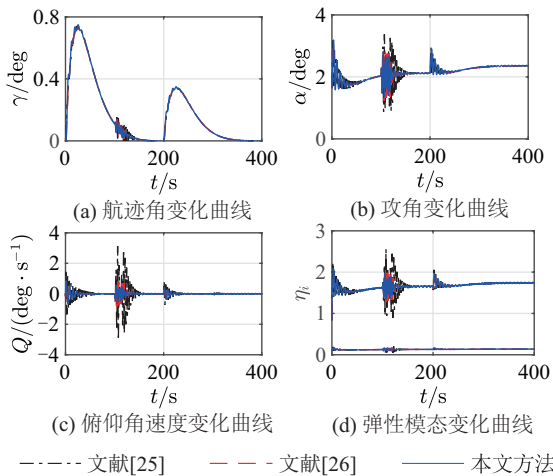 0.8
0.4
0
γ/deg
0 200 400
t/s
(a) 航迹角变化曲线
4
2
0
α/deg
0 200 400
t/s
(b) 攻角变化曲线
4
2
0
−2
−4
Q/(deg · s⁻¹)
0 200 400
t/s
(c) 俯仰角速度变化曲线
3
2
1
0
ηᵢ
0 200 400
t/s
(d) 弹性模态变化曲线
文献[25] 文献[26] 本文方法